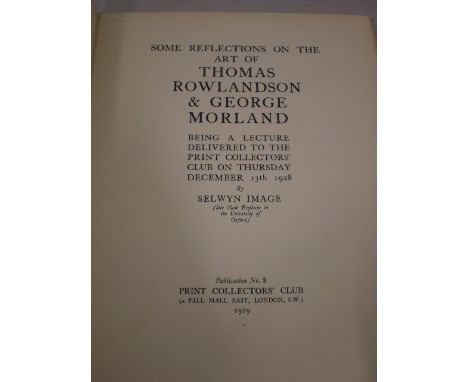 SOME REFLECTIONS ON THE
ART OF
THOMAS
ROWLANDSON
& GEORGE
MORLAND
BEING A LECTURE
DELIVERED TO THE
PRINT COLLECTORS'
CLUB ON THURSDAY
DECEMBER 13th 1928
By
SELWYN IMAGE
(late Slade Professor in
the University of
Oxford)
Publication No. 8
PRINT COLLECTORS' CLUB
5A PALL MALL EAST, LONDON, S.W.1
1929